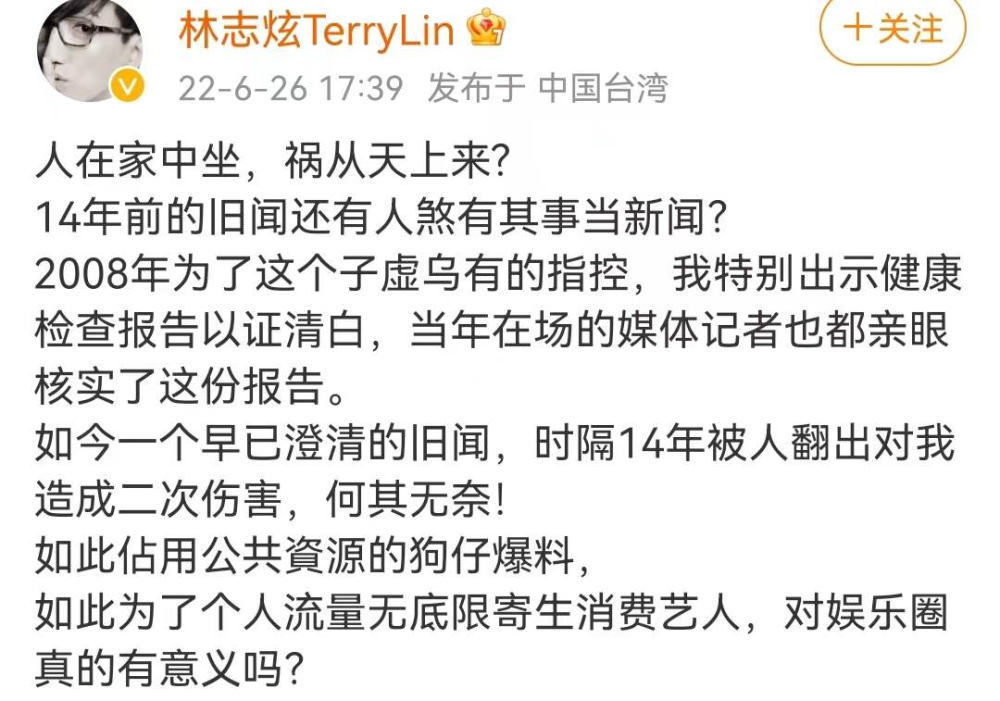 林志炫TerryLin
+关注
22-6-26 17:39 发布于 中国台湾
人在家中坐，祸从天上来？
14年前的旧闻还有人煞有其事当新闻？
2008年为了这个子虚乌有的指控，我特别出示健康
检查报告以证清白，当年在场的媒体记者也都亲眼
核实了这份报告。
如今一个早已澄清的旧闻，时隔14年被人翻出对我
造成二次伤害，何其无奈！
如此佔用公共資源的狗仔爆料，
如此为了个人流量无底限寄生消费艺人，对娱乐圈
真的有意义吗？